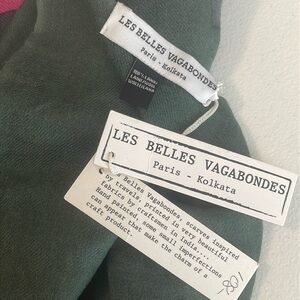 LES BELLES VAGABONDES
Paris - Kolkata
100% LANA
LES BELLES VAGABONDES
Paris - Kolkata
Belles Vagabondes, scarves inspired
by travels, printed in very beautiful
fabrics by craftsmen in india....
Hand painted, some small imperfections
can appear that make the charm of a
craft product.